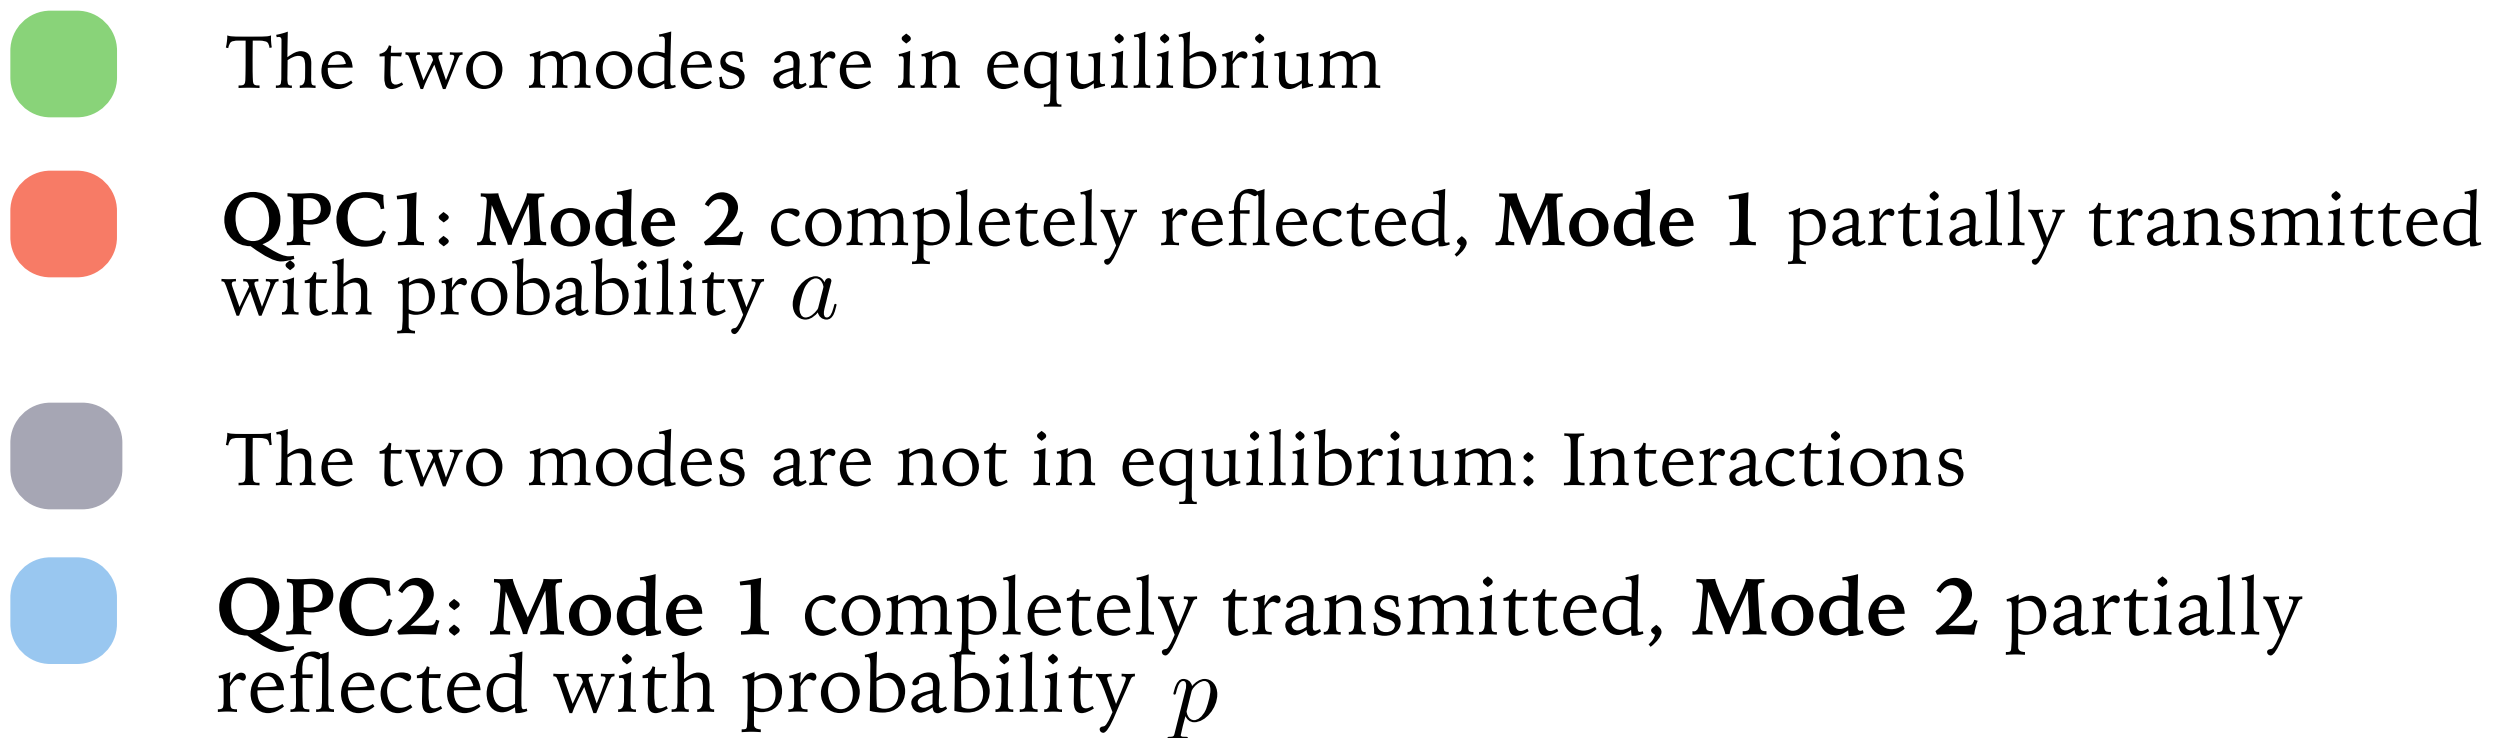 The two modes are in equilibrium
QPC1: Mode 2 completely reflected, Mode 1 partially transmitted
with probability a
The two modes are not in equilibrium: Interactions
QPC2: Mode 1 completely transmitted, Mode 2 partially
reflected with probability p